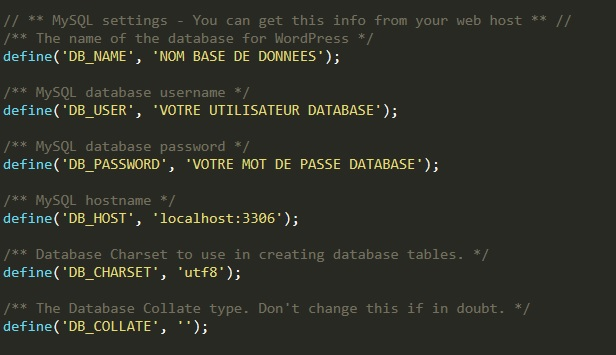 // ** MySQL settings - You can get this info from your web host ** //
/** The name of the database for WordPress */
define('DB_NAME', 'NOM BASE DE DONNEES');
/** MySQL database username */
define('DB_USER', 'VOTRE UTILISATEUR DATABASE');
/** MySQL database password */
define('DB_PASSWORD', 'VOTRE MOT DE PASSE DATABASE');
/** MySQL hostname */
define('DB_HOST', 'localhost:3306');
/** Database Charset to use in creating database tables. */
define('DB_CHARSET', 'utf8');
/** The Database Collate type. Don't change this if in doubt. */
define('DB_COLLATE', '');